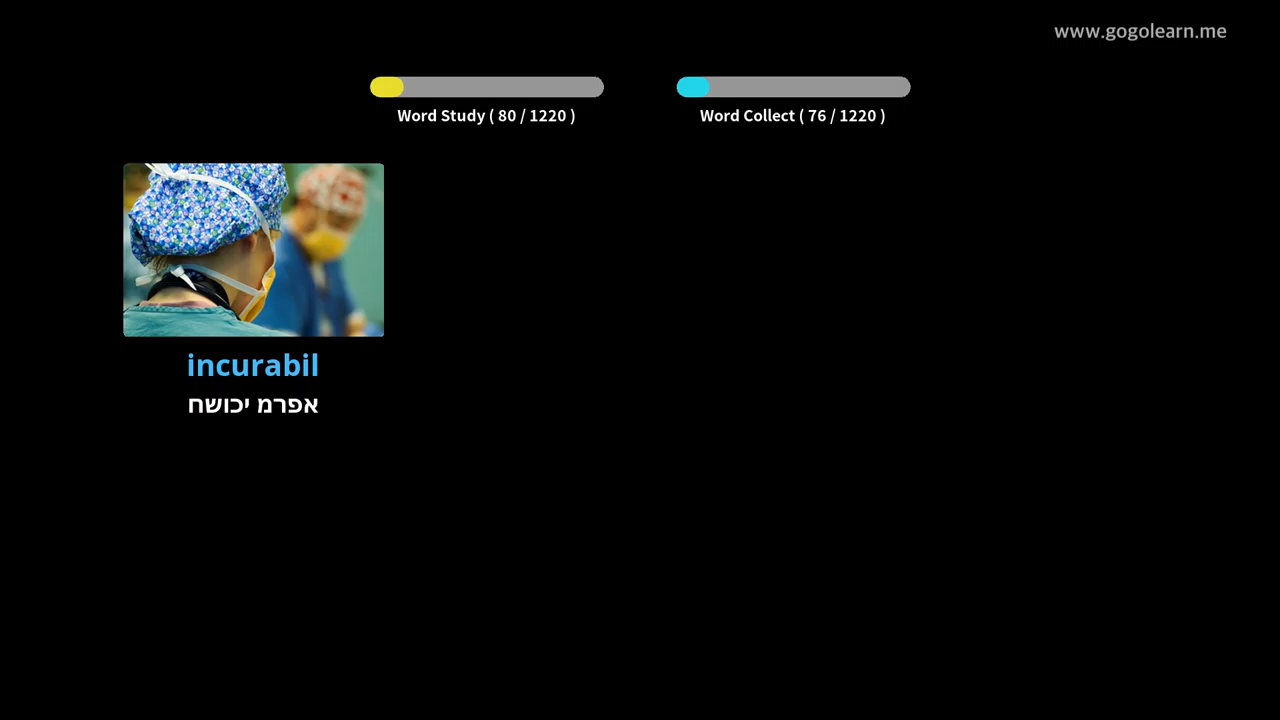 www.gogolearn.me
Word Study ( 80 / 1220 )
Word Collect ( 76 / 1220 )
incurabil
אפרמ יכושח